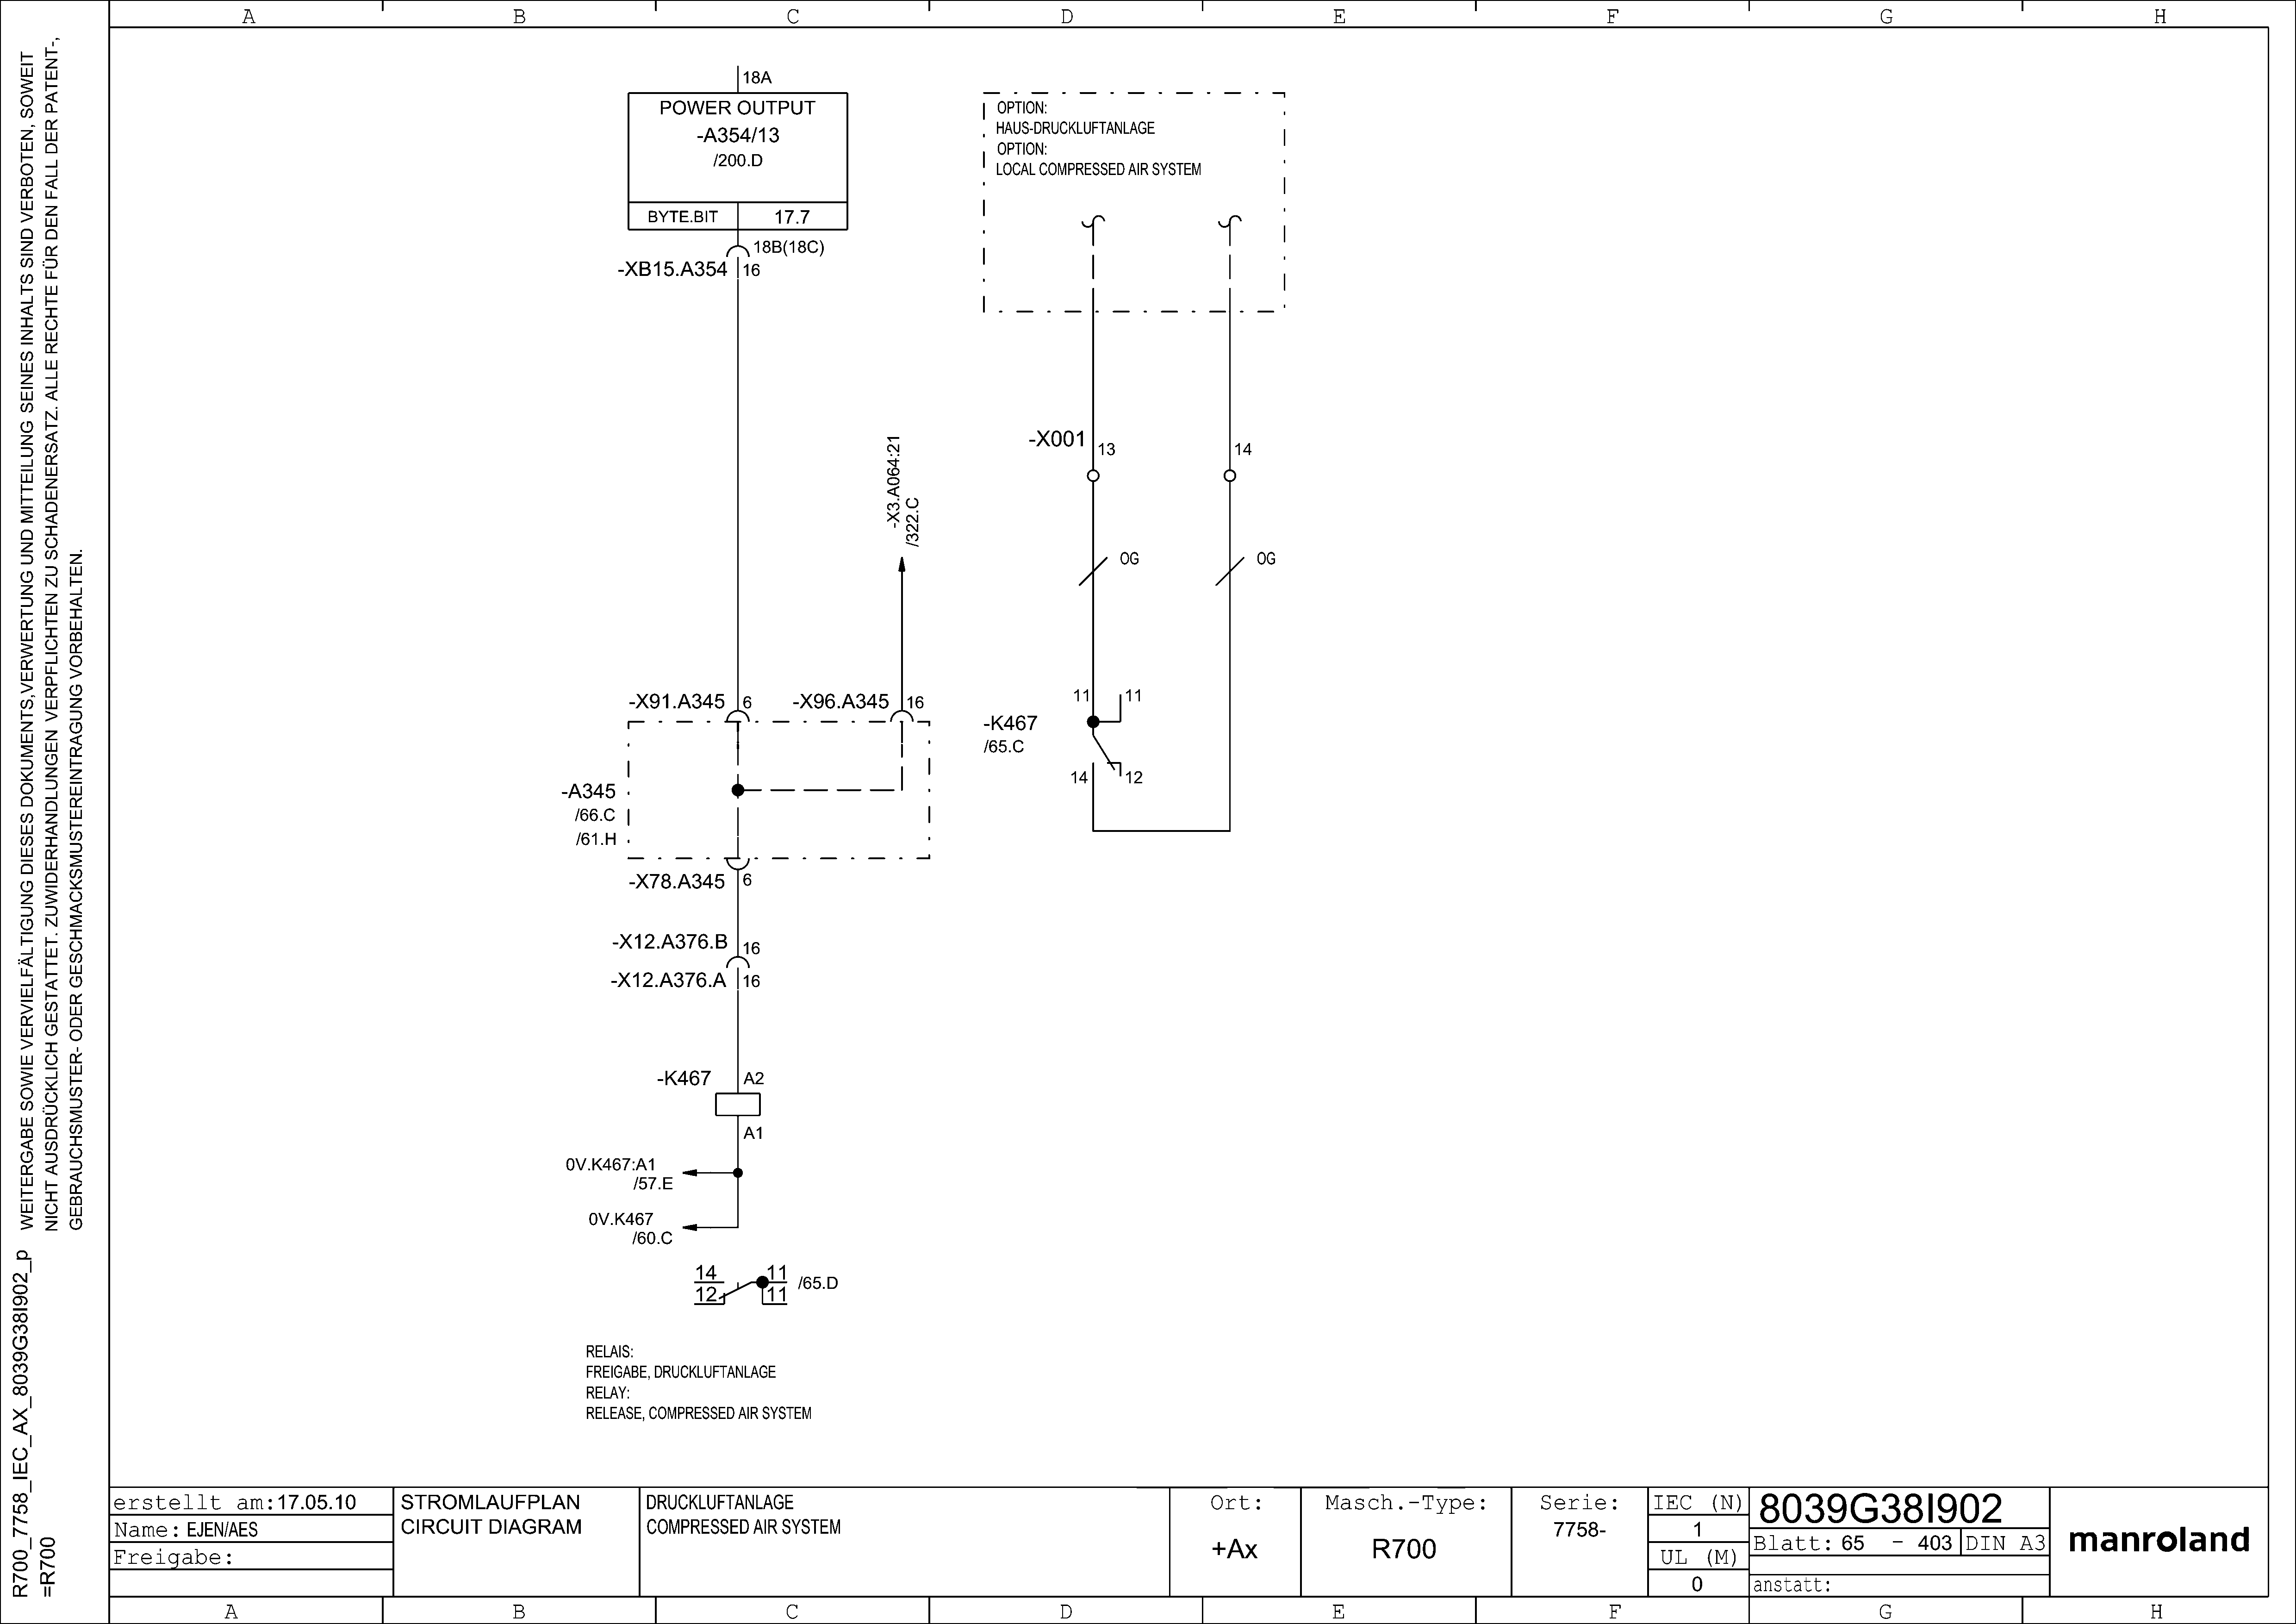 A B C D E F G H
WEITERGABE SOWIE VERVIELFÄLTIGUNG DIESES DOKUMENTS,VERWERTUNG UND MITTEILUNG SEINES INHALTS SIND VERBOTEN, SOWEIT
NICHT AUSDRÜCKLICH GESTATTET. ZUWIDERHANDLUNGEN VERPFLICHTEN ZU SCHADENERSATZ. ALLE RECHTE FÜR DEN FALL DER PATENT-,
GEBRAUCHSMUSTER- ODER GESCHMACKSMUSTEREINTRAGUNG VORBEHALTEN.
R700_7758_IEC_AX_8039G38I902_p
=R700
18A
POWER OUTPUT
-A354/13
/200.D
BYTE.BIT 17.7
18B(18C)
-XB15.A354 16
OPTION:
HAUS-DRUCKLUFTANLAGE
OPTION:
LOCAL COMPRESSED AIR SYSTEM
-X3.A064:21
/322.C
-X001 13 14
OG OG
-X91.A345 6 -X96.A345 16
11 11
-K467
/65.C
14 12
-A345
/66.C
/61.H
-X78.A345 6
-X12.A376.B 16
-X12.A376.A 16
-K467 A2
A1
0V.K467:A1
/57.E
0V.K467
/60.C
14 11 /65.D
12 11
RELAIS:
FREIGABE, DRUCKLUFTANLAGE
RELAY:
RELEASE, COMPRESSED AIR SYSTEM
erstellt am:17.05.10
Name: EJEN/AES
Freigabe:
STROMLAUFPLAN
CIRCUIT DIAGRAM
DRUCKLUFTANLAGE
COMPRESSED AIR SYSTEM
Ort:
+Ax
Masch.-Type:
R700
Serie:
7758-
IEC (N)
1
UL (M)
0
8039G38I902
Blatt: 65 - 403 DIN A3
anstatt:
manroland
A B C D E F G H